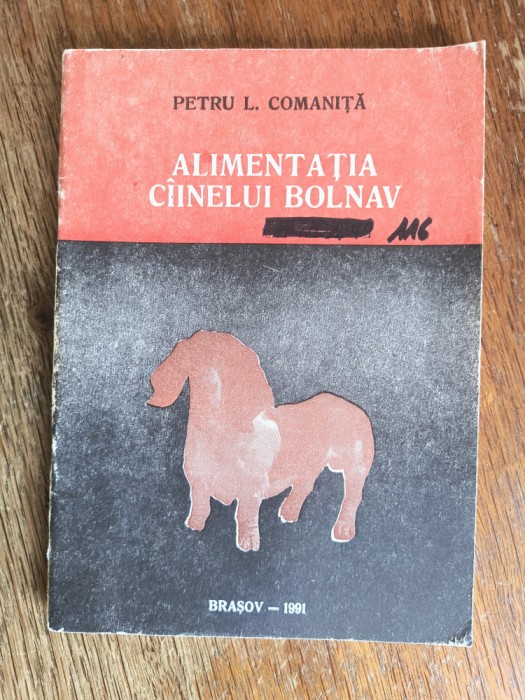 PETRU L. COMANIȚĂ
ALIMENTAȚIA
CÎINELUI BOLNAV
116
BRAȘOV — 1991